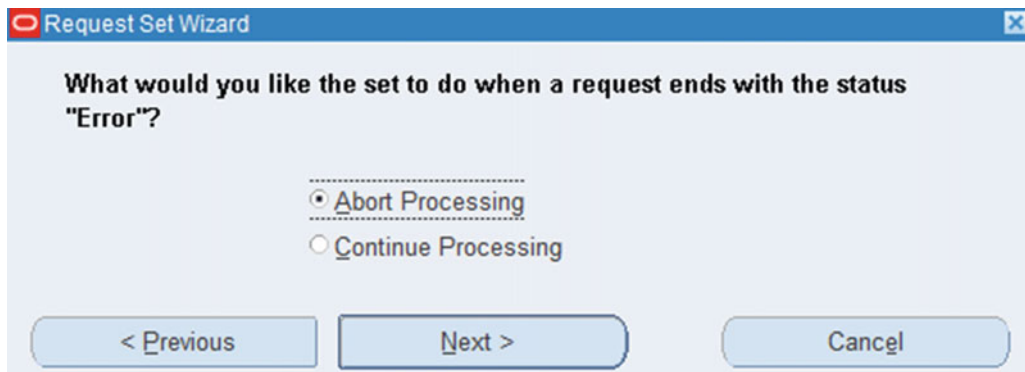 Request Set Wizard
What would you like the set to do when a request ends with the status
"Error"?
Abort Processing
Continue Processing
< Previous Next > Cancel